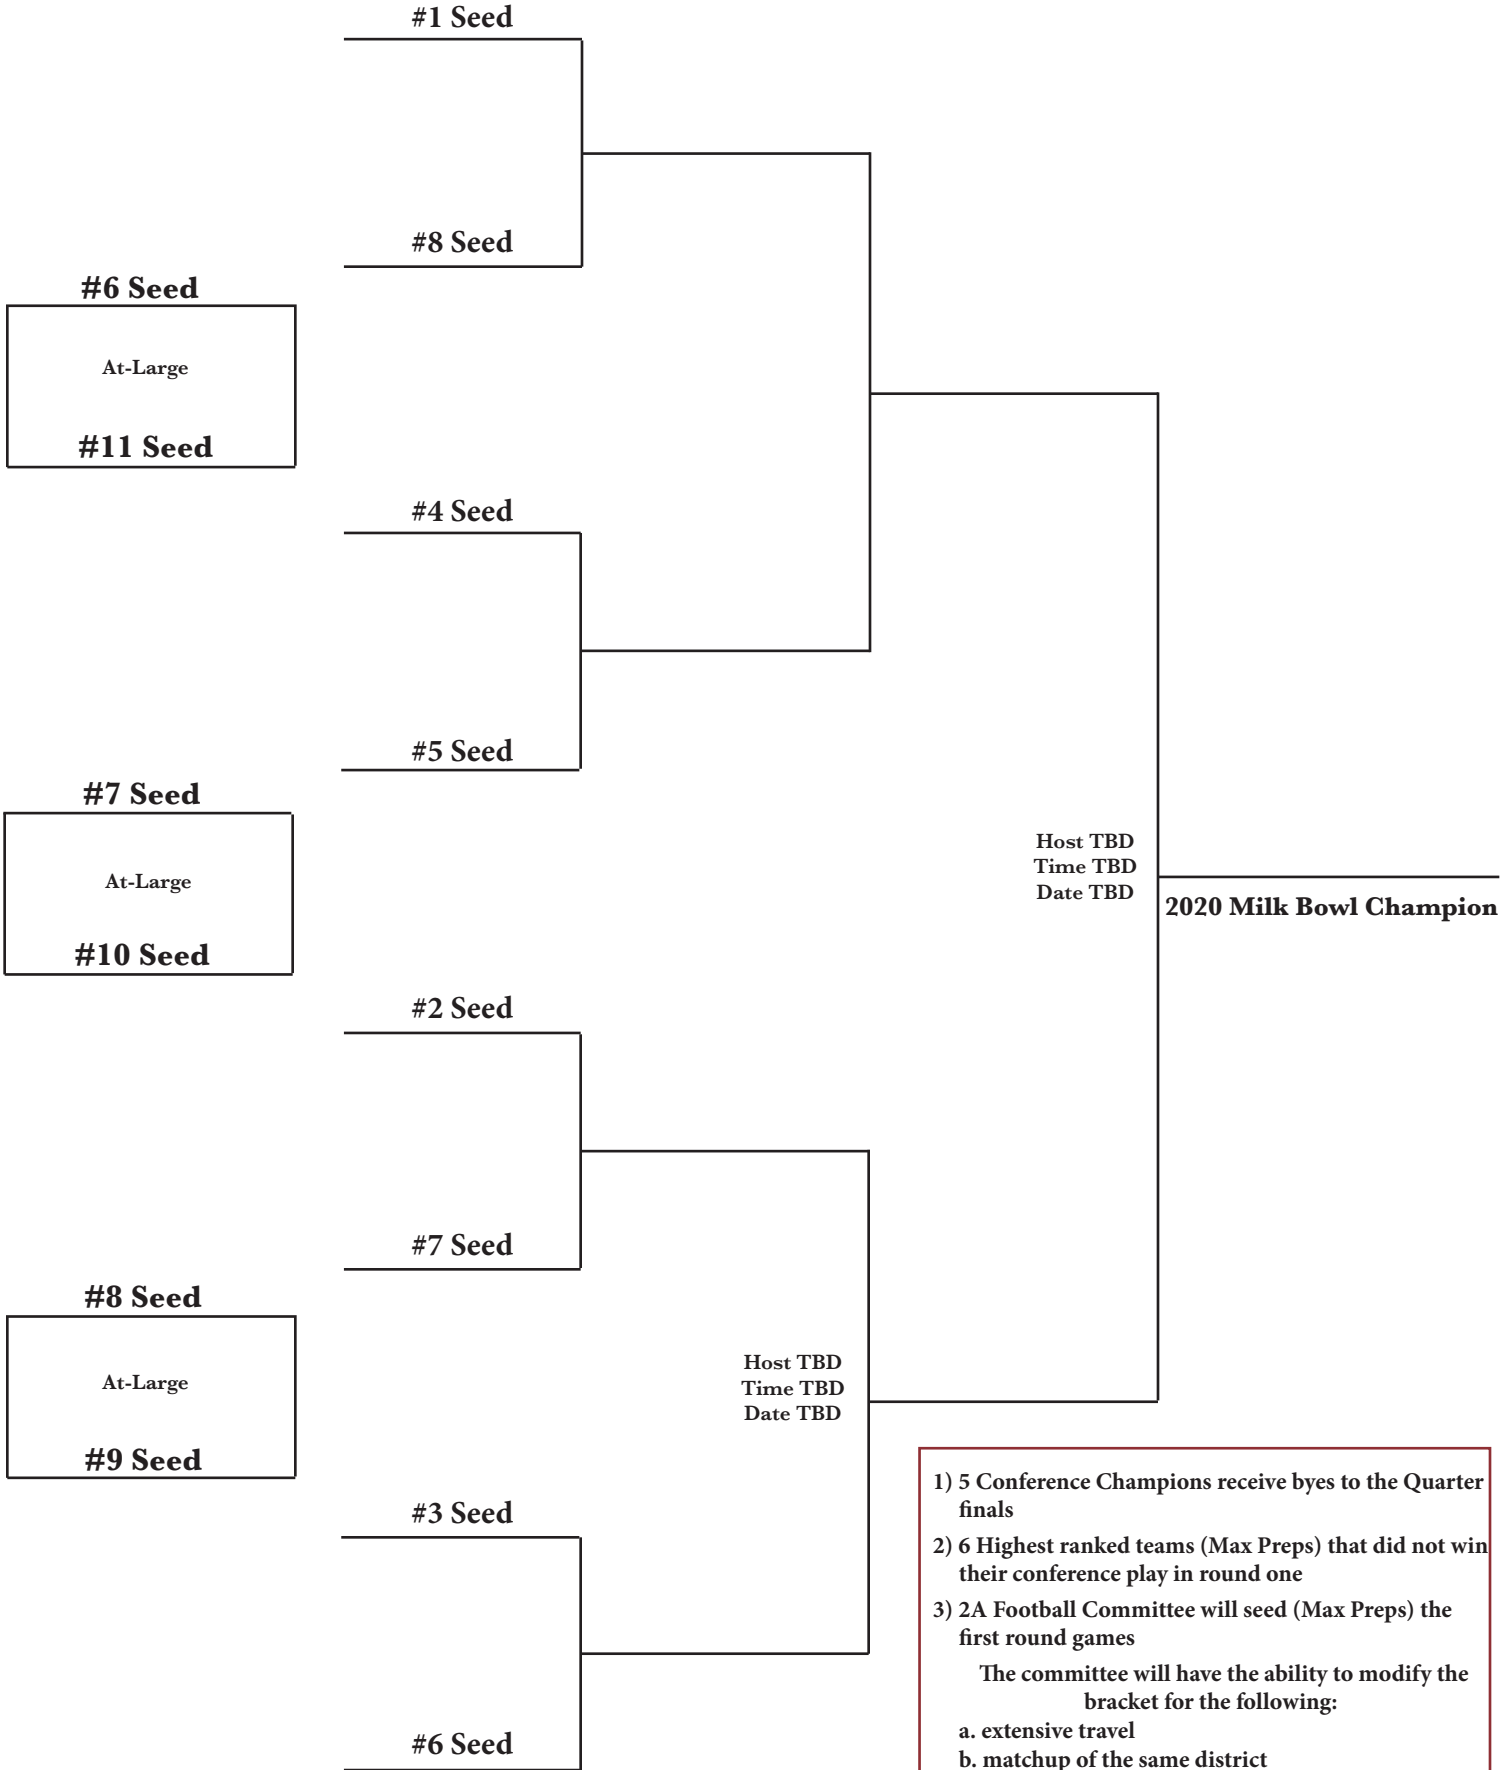 #1 Seed
#8 Seed
#6 Seed
At-Large
#11 Seed
#4 Seed
#5 Seed
#7 Seed
At-Large
#10 Seed
Host TBD
Time TBD
Date TBD
2020 Milk Bowl Champion
#2 Seed
#7 Seed
#8 Seed
At-Large
#9 Seed
Host TBD
Time TBD
Date TBD
#3 Seed
#6 Seed
1) 5 Conference Champions receive byes to the Quarter
finals
2) 6 Highest ranked teams (Max Preps) that did not win
their conference play in round one
3) 2A Football Committee will seed (Max Preps) the
first round games
The committee will have the ability to modify the
bracket for the following:
a. extensive travel
b. matchup of the same district